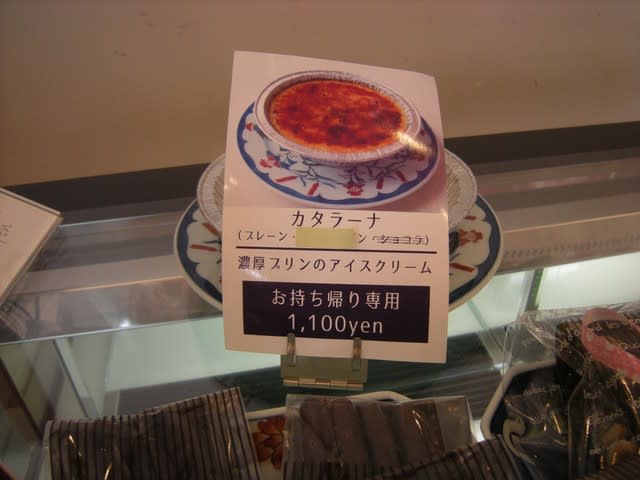 カタラーナ
(プレーン・ ン・ショコラ)
濃厚プリンのアイスクリーム
お持ち帰り専用
1,100yen